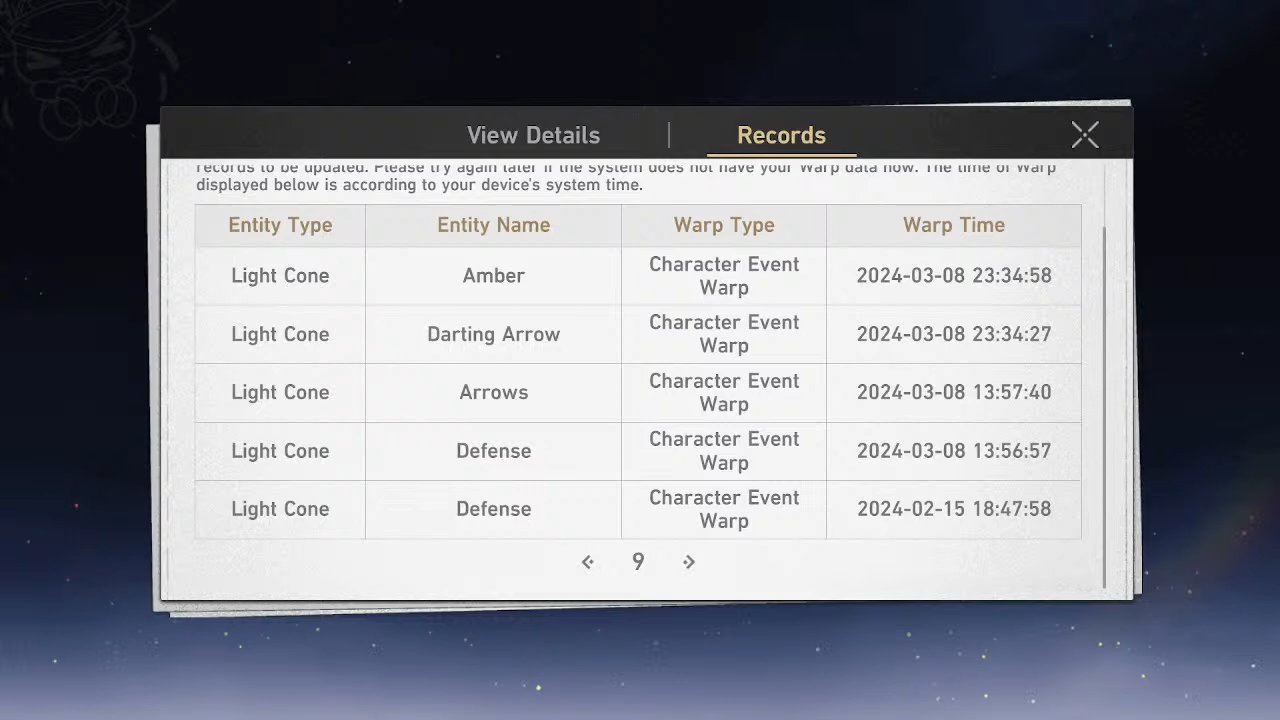 View Details | Records
records to be updated. Please try again later if the system does not have your Warp data now. The time of Warp
displayed below is according to your device's system time.
Entity Type Entity Name Warp Type Warp Time
Light Cone Amber Character Event Warp 2024-03-08 23:34:58
Light Cone Darting Arrow Character Event Warp 2024-03-08 23:34:27
Light Cone Arrows Character Event Warp 2024-03-08 13:57:40
Light Cone Defense Character Event Warp 2024-03-08 13:56:57
Light Cone Defense Character Event Warp 2024-02-15 18:47:58
9